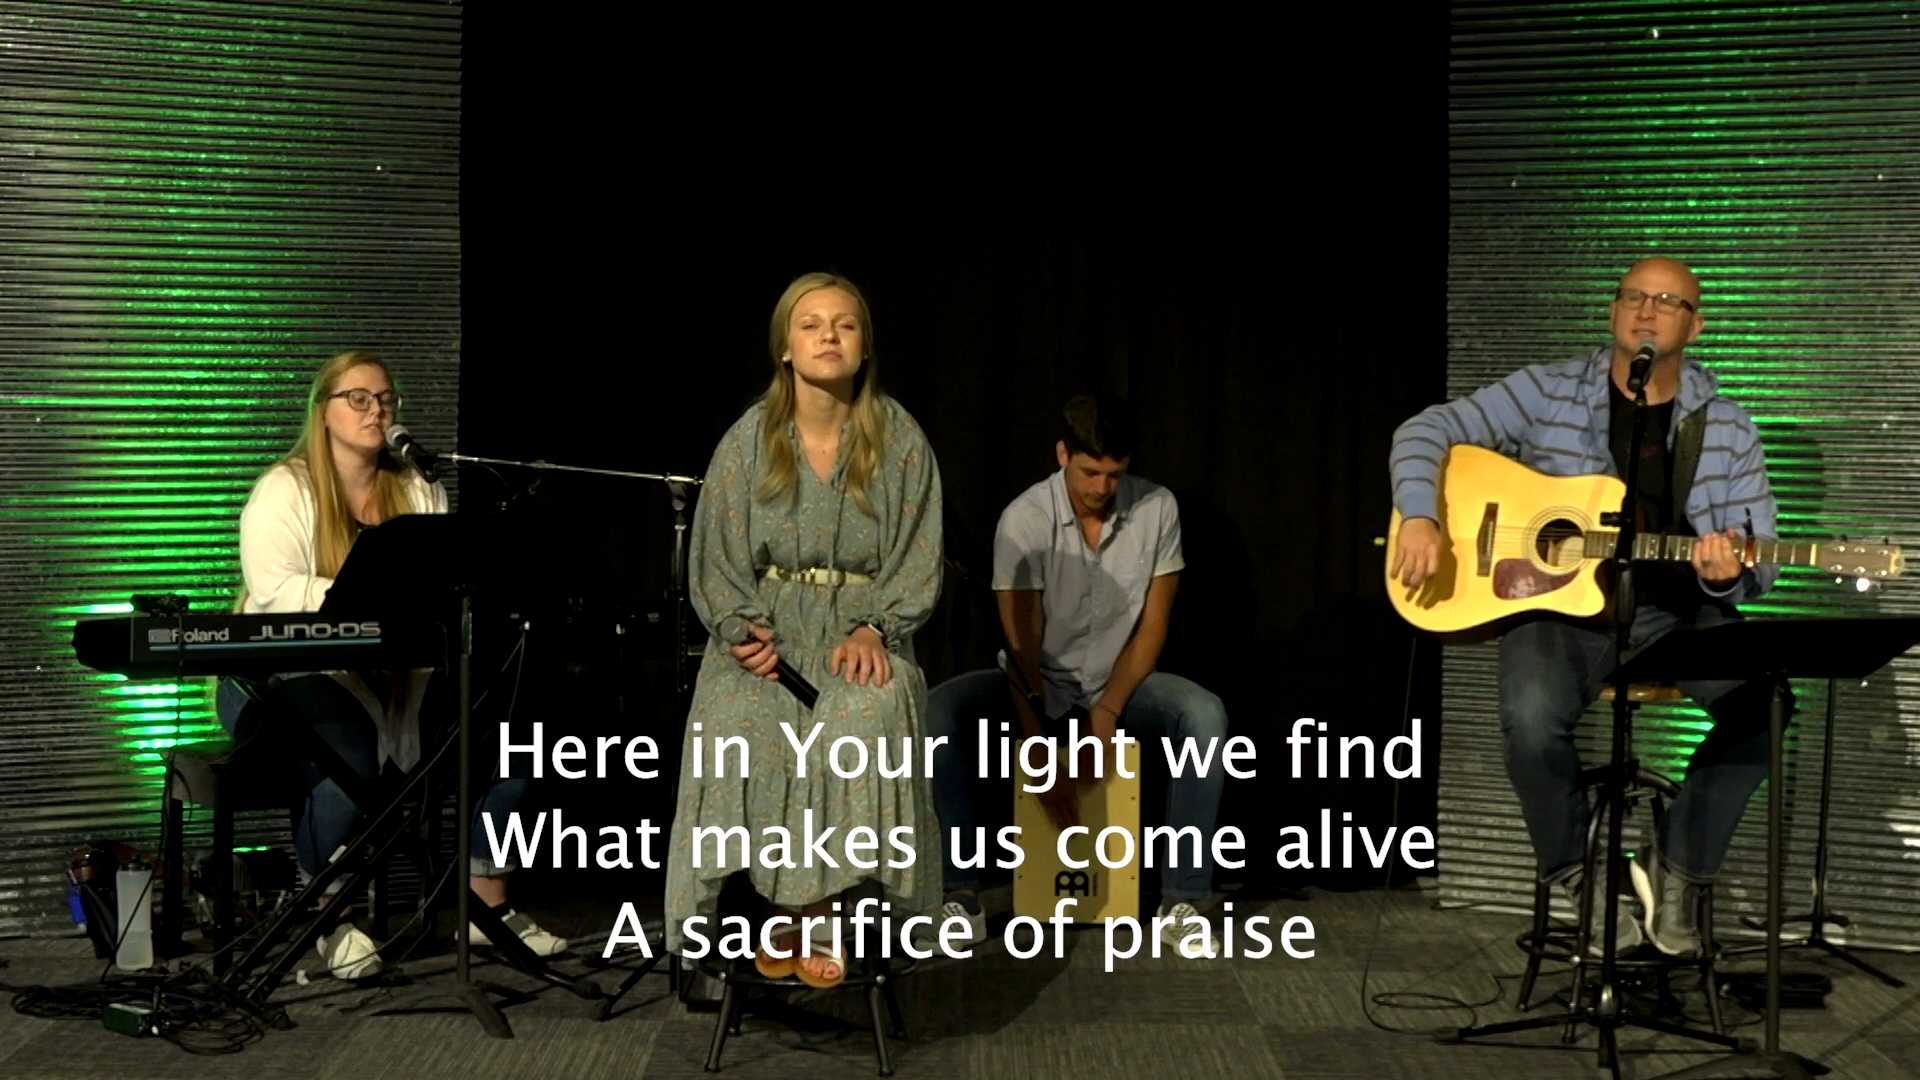 Roland JUNO-DS
Here in Your light we find
What makes us come alive
A sacrifice of praise